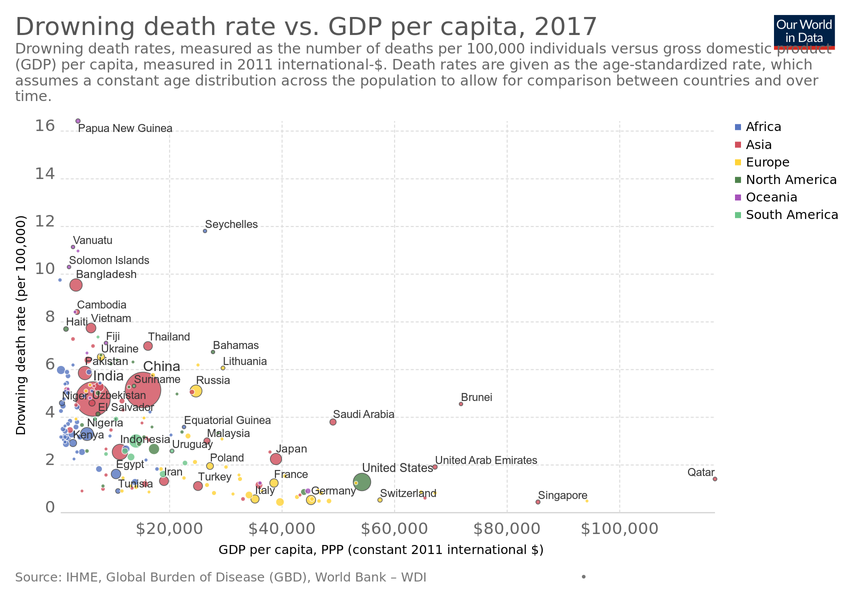 Drowning death rate vs. GDP per capita, 2017
Our World
in Data
Drowning death rates, measured as the number of deaths per 100,000 individuals versus gross domestic product
(GDP) per capita, measured in 2011 international-$. Death rates are given as the age-standardized rate, which
assumes a constant age distribution across the population to allow for comparison between countries and over
time.
16
Papua New Guinea
Africa
Asia
Europe
North America
Oceania
South America
14
12
Seychelles
Vanuatu
10
Solomon Islands
Bangladesh
8
Cambodia
Haiti
Vietnam
Fiji
Thailand
Ukraine
Bahamas
6
Pakistan
China
Lithuania
India
Suriname
Russia
Niger
Uzbekistan
Brunei
4
El Salvador
Saudi Arabia
Nigeria
Equatorial Guinea
Kenya
Indonesia
Malaysia
Uruguay
Japan
2
Egypt
Iran
Poland
Turkey
France
United States
United Arab Emirates
Qatar
Tunisia
Italy
Germany
Switzerland
Singapore
0
$20,000
$40,000
$60,000
$80,000
$100,000
Drowning death rate (per 100,000)
GDP per capita, PPP (constant 2011 international $)
Source: IHME, Global Burden of Disease (GBD), World Bank – WDI